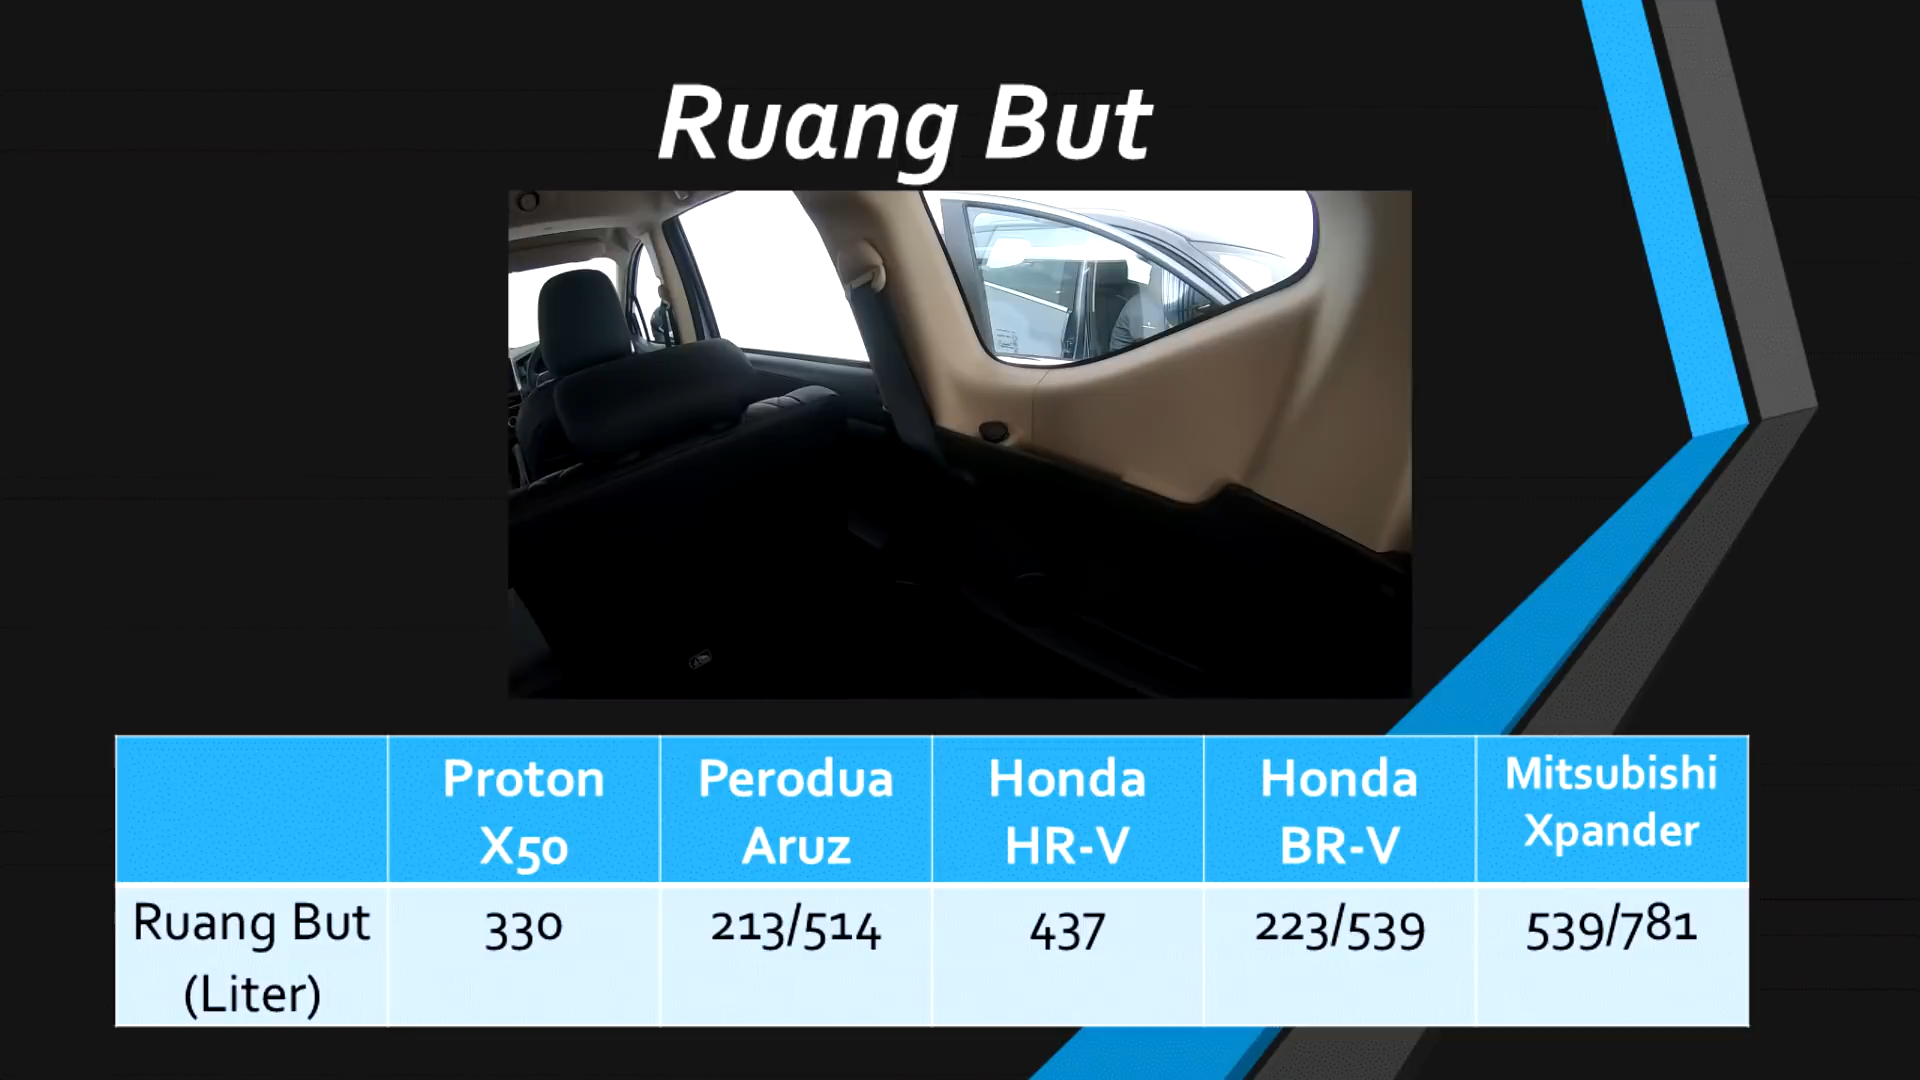 Ruang But
Proton X50
Perodua Aruz
Honda HR-V
Honda BR-V
Mitsubishi Xpander
Ruang But (Liter)
330
213/514
437
223/539
539/781